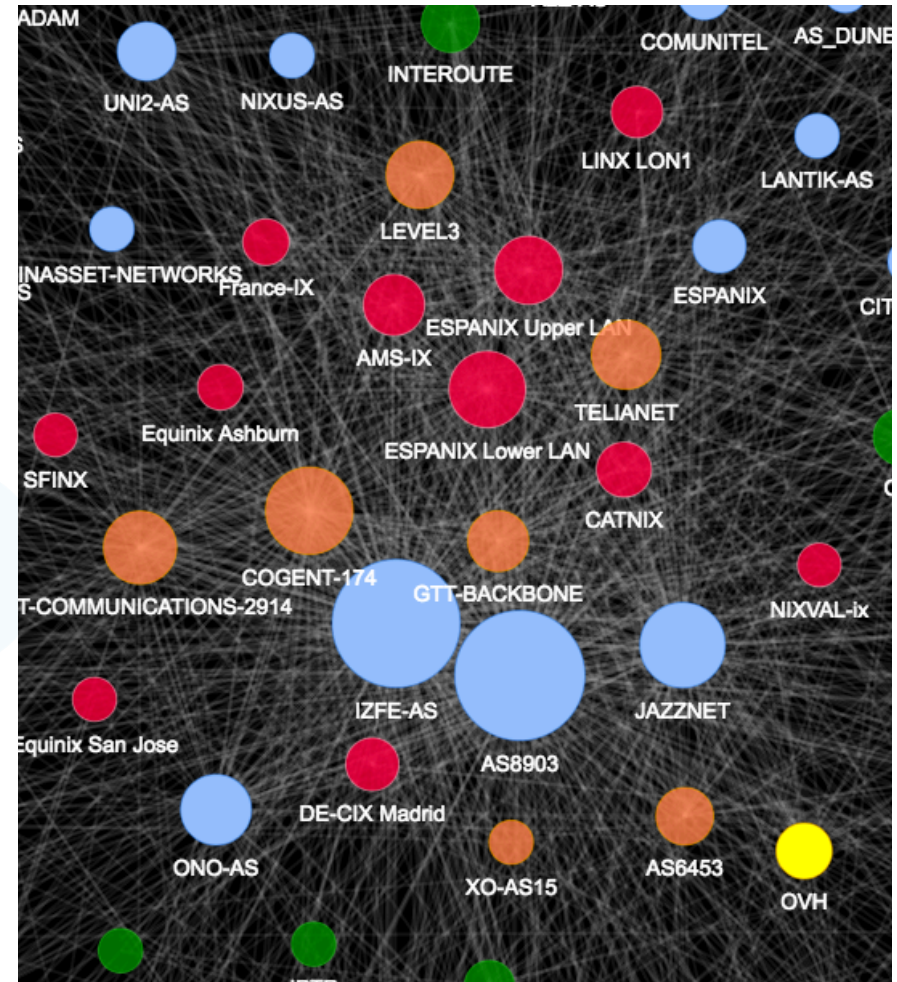 ADAM
COMUNITEL
AS_DUNE
INTEROUTE
UNI2-AS
NIXUS-AS
LINX LON1
LANTIK-AS
LEVEL3
INASSET-NETWORKS
S
France-IX
ESPANIX
CIT
ESPANIX Upper LAN
AMS-IX
TELIANET
Equinix Ashburn
ESPANIX Lower LAN
SFINX
CATNIX
COGENT-174
GTT-BACKBONE
T-COMMUNICATIONS-2914
NIXVAL-ix
IZFE-AS
JAZZNET
Equinix San Jose
AS8903
DE-CIX Madrid
ONO-AS
AS6453
XO-AS15
OVH